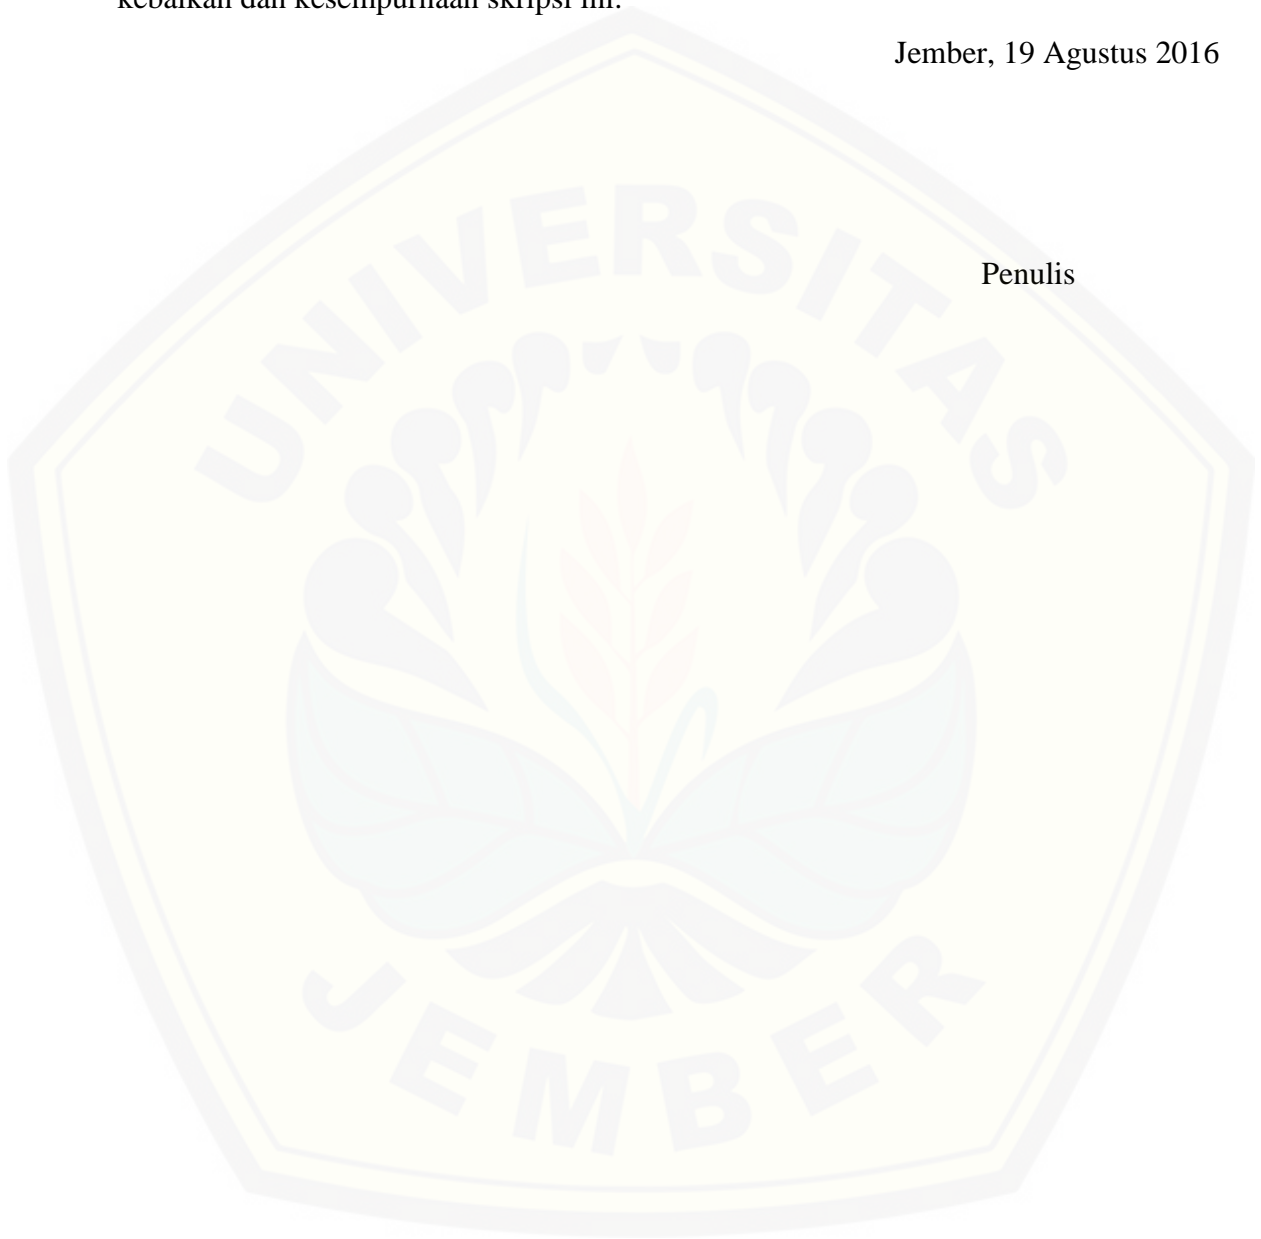 kebaikan dan kesempurnaan skripsi ini.
Jember, 19 Agustus 2016
Penulis
UNIVERSITAS
JEMBER